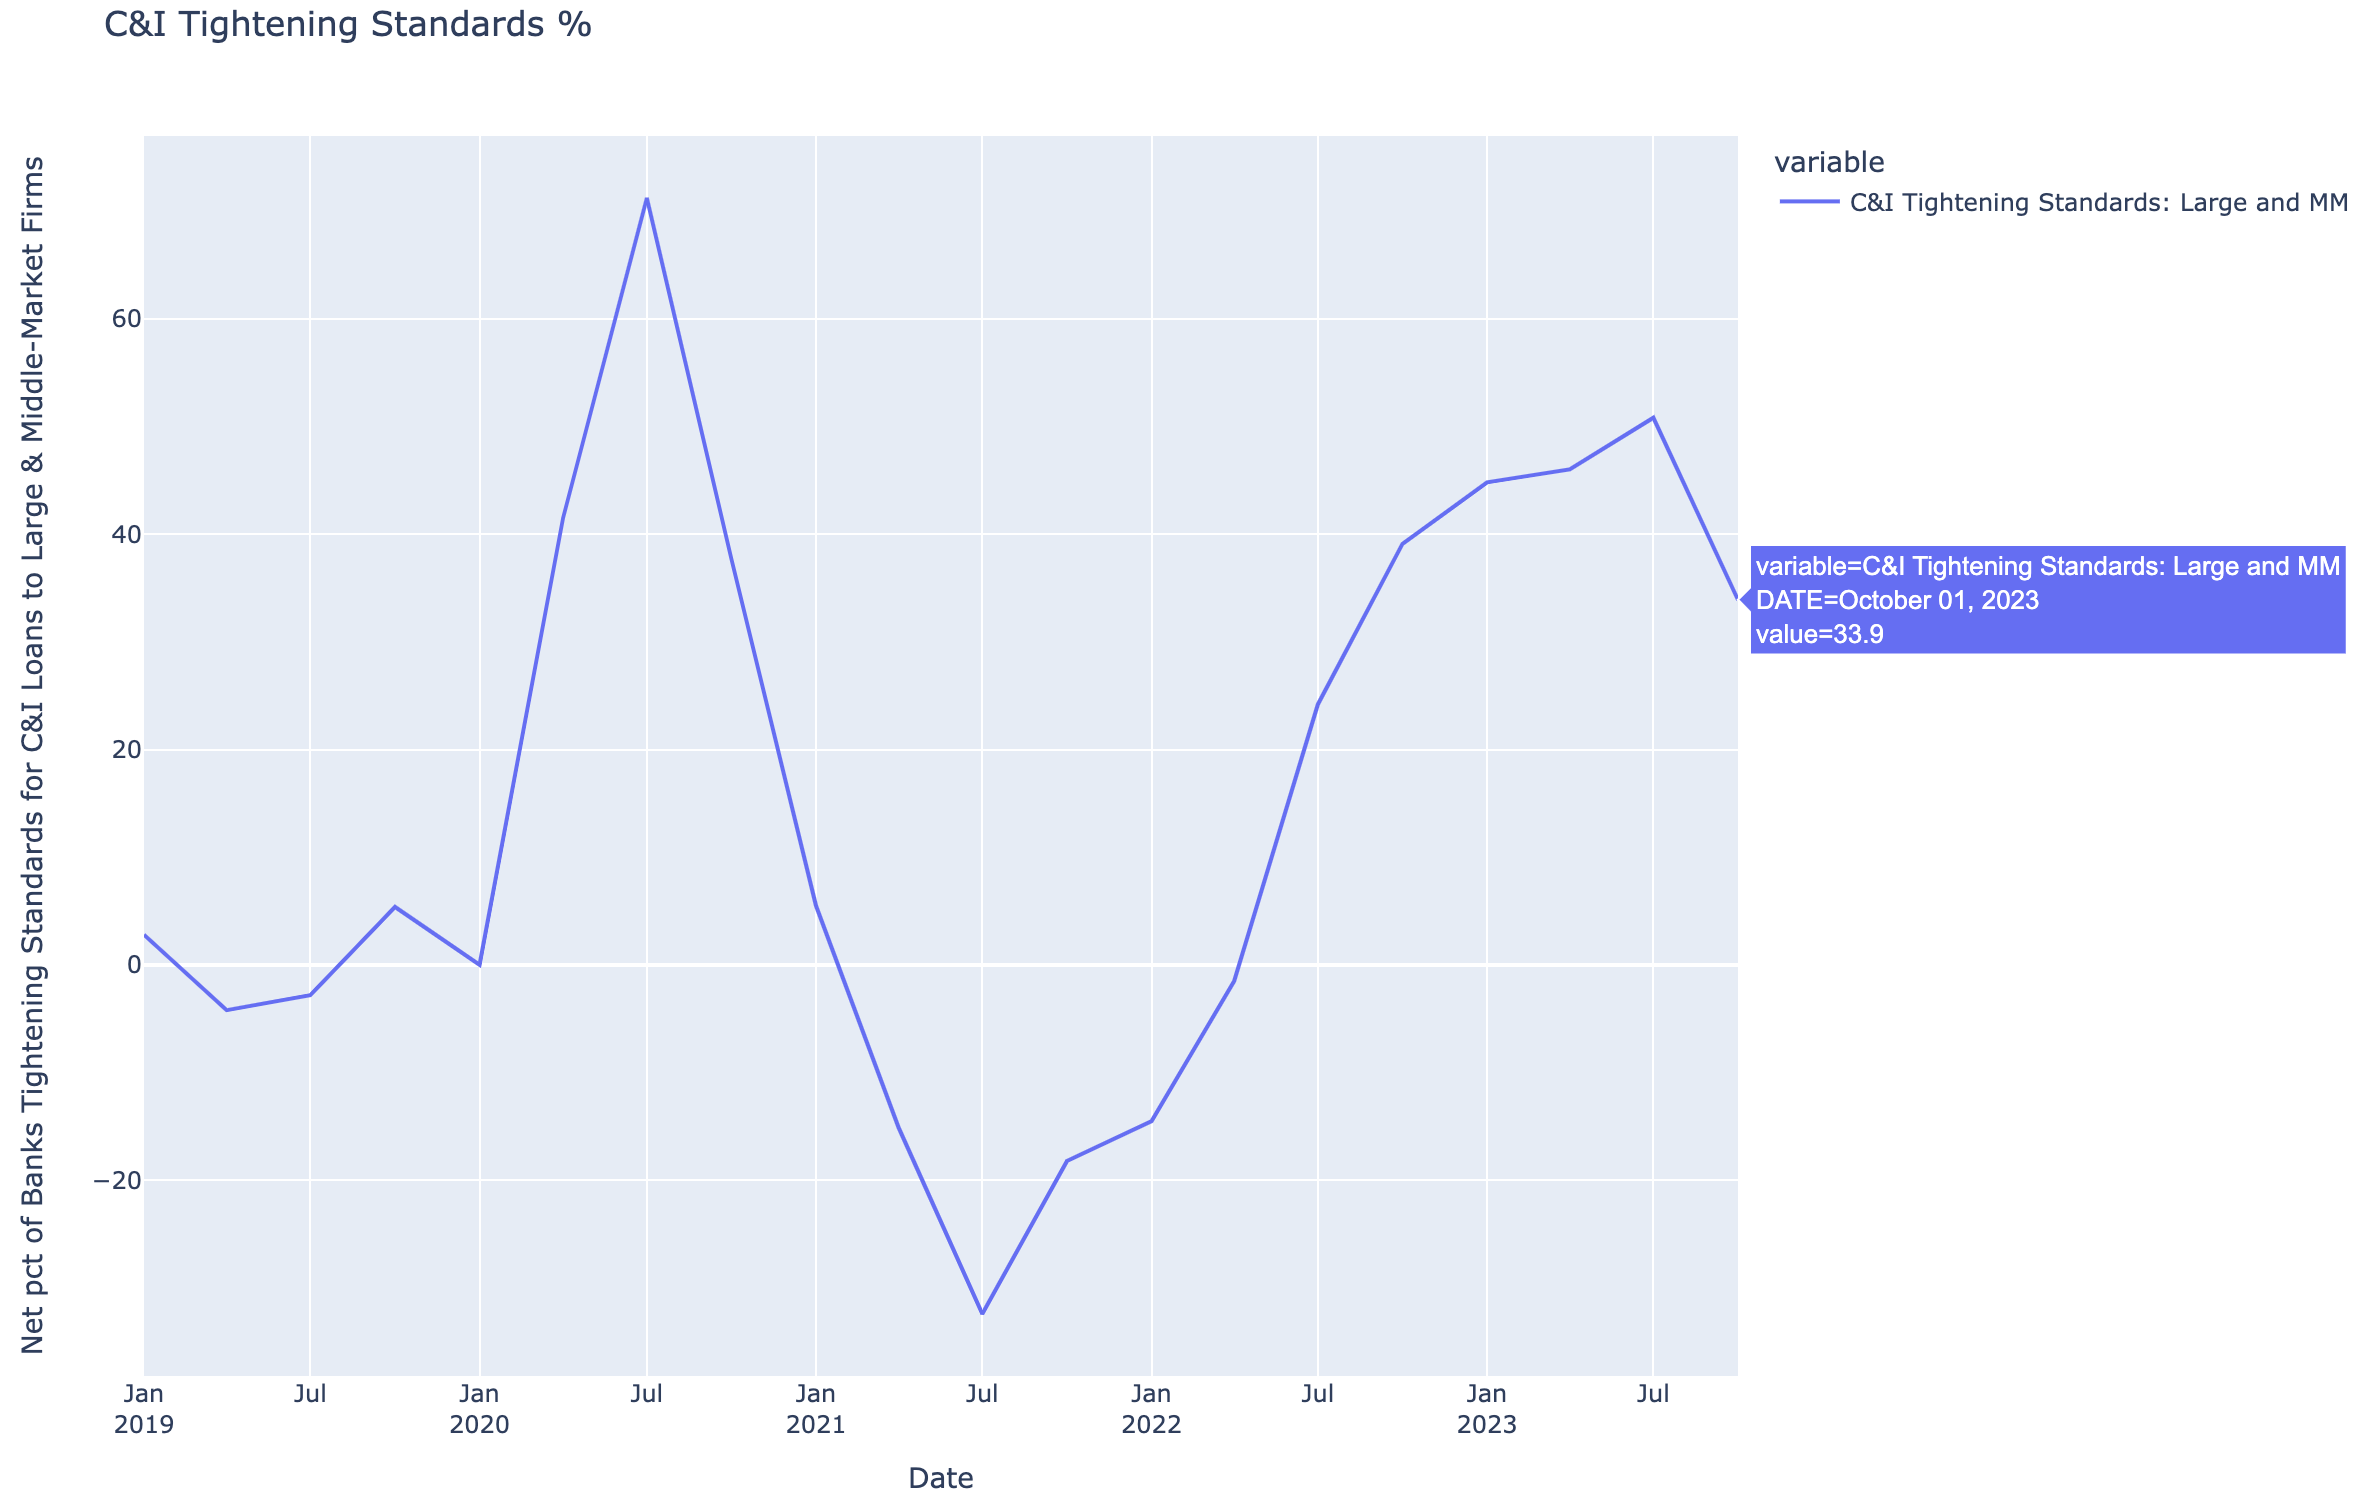 C&I Tightening Standards %
Net pct of Banks Tightening Standards for C&I Loans to Large & Middle-Market Firms
60
40
20
0
−20
Jan
2019
Jul
Jan
2020
Jul
Jan
2021
Jul
Jan
2022
Jul
Jan
2023
Jul
Date
variable
C&I Tightening Standards: Large and MM
variable=C&I Tightening Standards: Large and MM
DATE=October 01, 2023
value=33.9